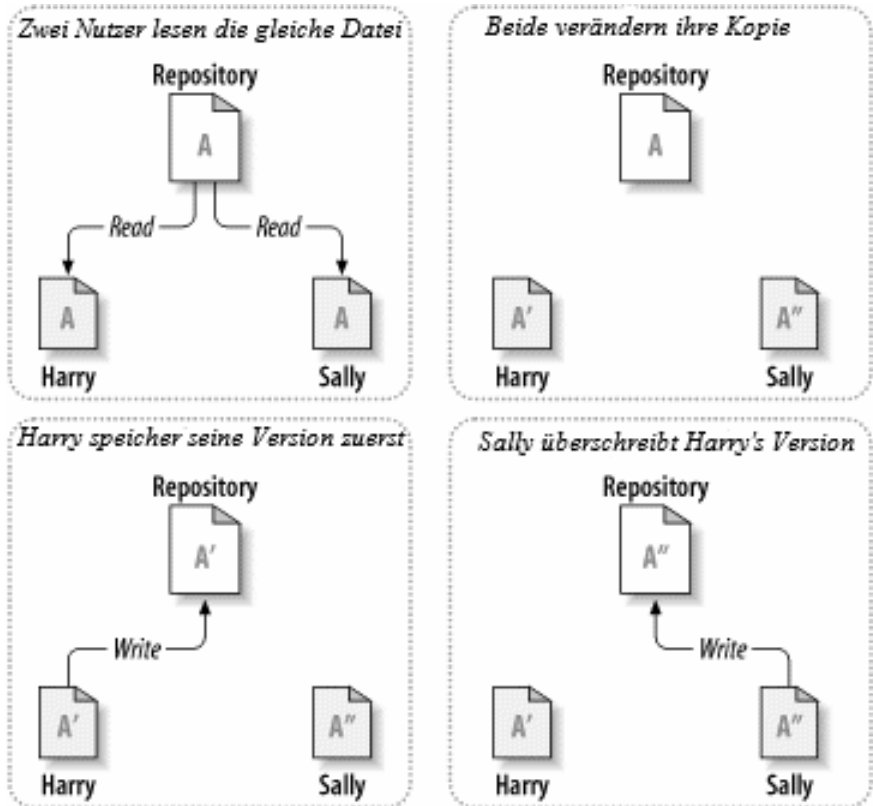 Zwei Nutzer lesen die gleiche Datei
Repository
A
Read
Read
A
A
Harry
Sally
Beide verändern ihre Kopie
Repository
A
A′
A″
Harry
Sally
Harry speicher seine Version zuerst
Repository
A′
Write
A′
A″
Harry
Sally
Sally überschreibt Harry's Version
Repository
A″
Write
A′
A″
Harry
Sally